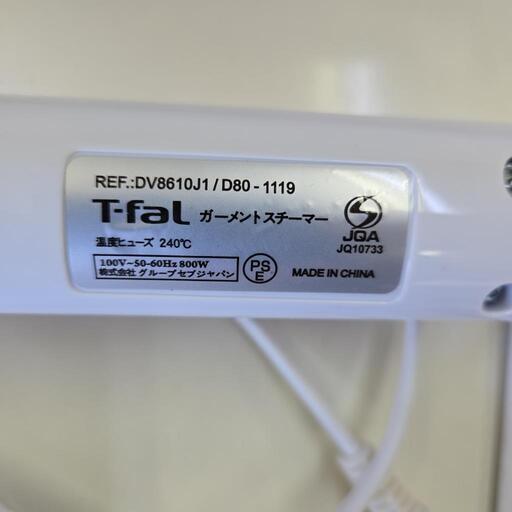 REF.:DV8610J1 / D80 - 1119
T-faL ガーメントスチーマー
温度ヒューズ 240℃
100V~50-60Hz 800W
株式会社 グループセブジャパン
PSE
S
JQA
JQ10733
MADE IN CHINA